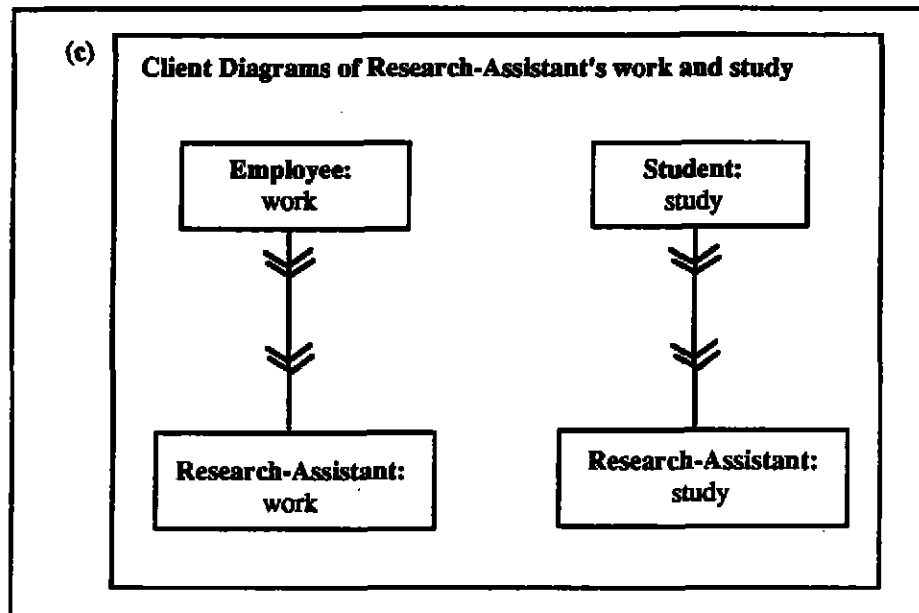 (c)
Client Diagrams of Research-Assistant's work and study
Employee:
work
Student:
study
Research-Assistant:
work
Research-Assistant:
study